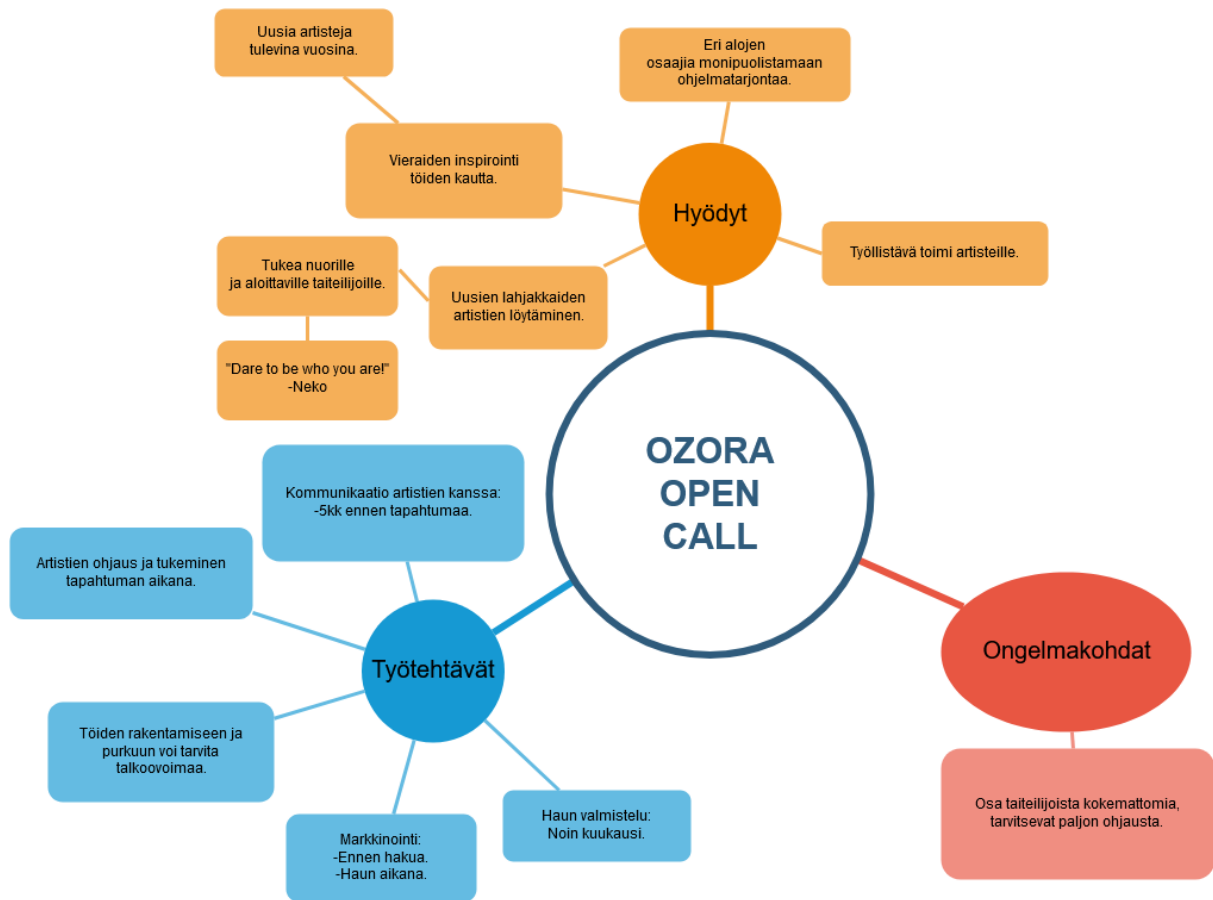 Uusia artisteja
tulevina vuosina.
Eri alojen
osaajia monipuolistamaan
ohjelmatarjontaa.
Vieraiden inspirointi
töiden kautta.
Hyödyt
Työllistävä toimi artisteille.
Tukea nuorille
ja aloittaville taiteilijoille.
Uusien lahjakkaiden
artistien löytäminen.
"Dare to be who you are!"
-Neko
OZORA
OPEN
CALL
Kommunikaatio artistien kanssa:
-5kk ennen tapahtumaa.
Artistien ohjaus ja tukeminen
tapahtuman aikana.
Työtehtävät
Ongelmakohdat
Töiden rakentamiseen ja
purkuun voi tarvita
talkoovoimaa.
Markkinointi:
-Ennen hakua.
-Haun aikana.
Haun valmistelu:
Noin kuukausi.
Osa taiteilijoista kokemattomia,
tarvitsevat paljon ohjausta.